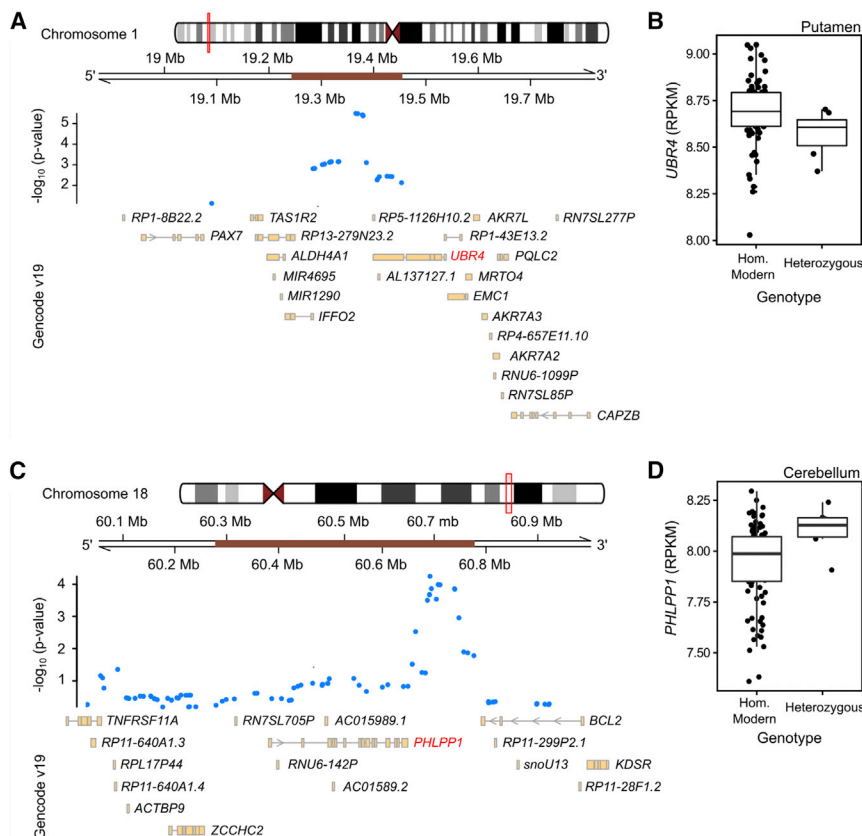 A
Chromosome 1
19 Mb 19.2 Mb 19.4 Mb 19.6 Mb
5' 3'
19.1 Mb 19.3 Mb 19.5 Mb 19.7 Mb
-log10 (p-value)
5
4
3
2
RP1-8B22.2 TAS1R2 RP5-1126H10.2 AKR7L RN7SL277P
PAX7 RP13-279N23.2 RP1-43E13.2
ALDH4A1 UBR4 PQLC2
MIR4695 AL137127.1 MRTO4
MIR1290 EMC1
IFFO2 AKR7A3
RP4-657E11.10
AKR7A2
RNU6-1099P
RN7SL85P
CAPZB
Gencode v19
B
Putamen
UBR4 (RPKM)
9.00
8.75
8.50
8.25
8.00
Hom. Modern Heterozygous
Genotype
C
Chromosome 18
60.1 Mb 60.3 Mb 60.5 Mb 60.7 Mb 60.9 Mb
5' 3'
60.2 Mb 60.4 Mb 60.6 Mb 60.8 Mb
-log10 (p-value)
4
3
2
1
TNFRSF11A RN7SL705P AC015989.1 BCL2
RP11-640A1.3 PHLPP1 RP11-299P2.1
RPL17P44 RNU6-142P snoU13 KDSR
RP11-640A1.4 AC01589.2 RP11-28F1.2
ACTBP9
ZCCHC2
Gencode v19
D
Cerebellum
PHLPP1 (RPKM)
8.25
8.00
7.75
7.50
Hom. Modern Heterozygous
Genotype